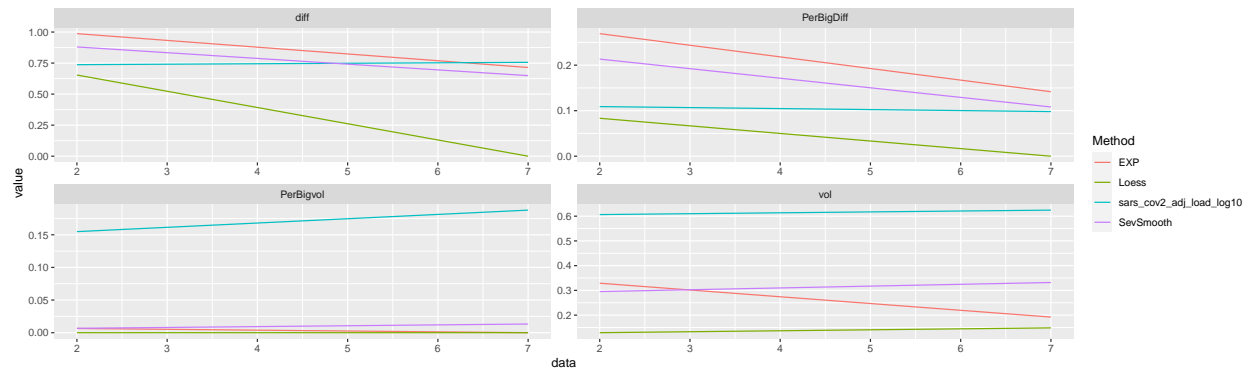 diff
1.00
0.75
0.50
0.25
0.00
2 3 4 5 6 7
PerBigDiff
0.2
0.1
0.0
2 3 4 5 6 7
PerBigvol
0.15
0.10
0.05
0.00
2 3 4 5 6 7
vol
0.6
0.5
0.4
0.3
0.2
2 3 4 5 6 7
value
data
Method
EXP
Loess
sars_cov2_adj_load_log10
SevSmooth